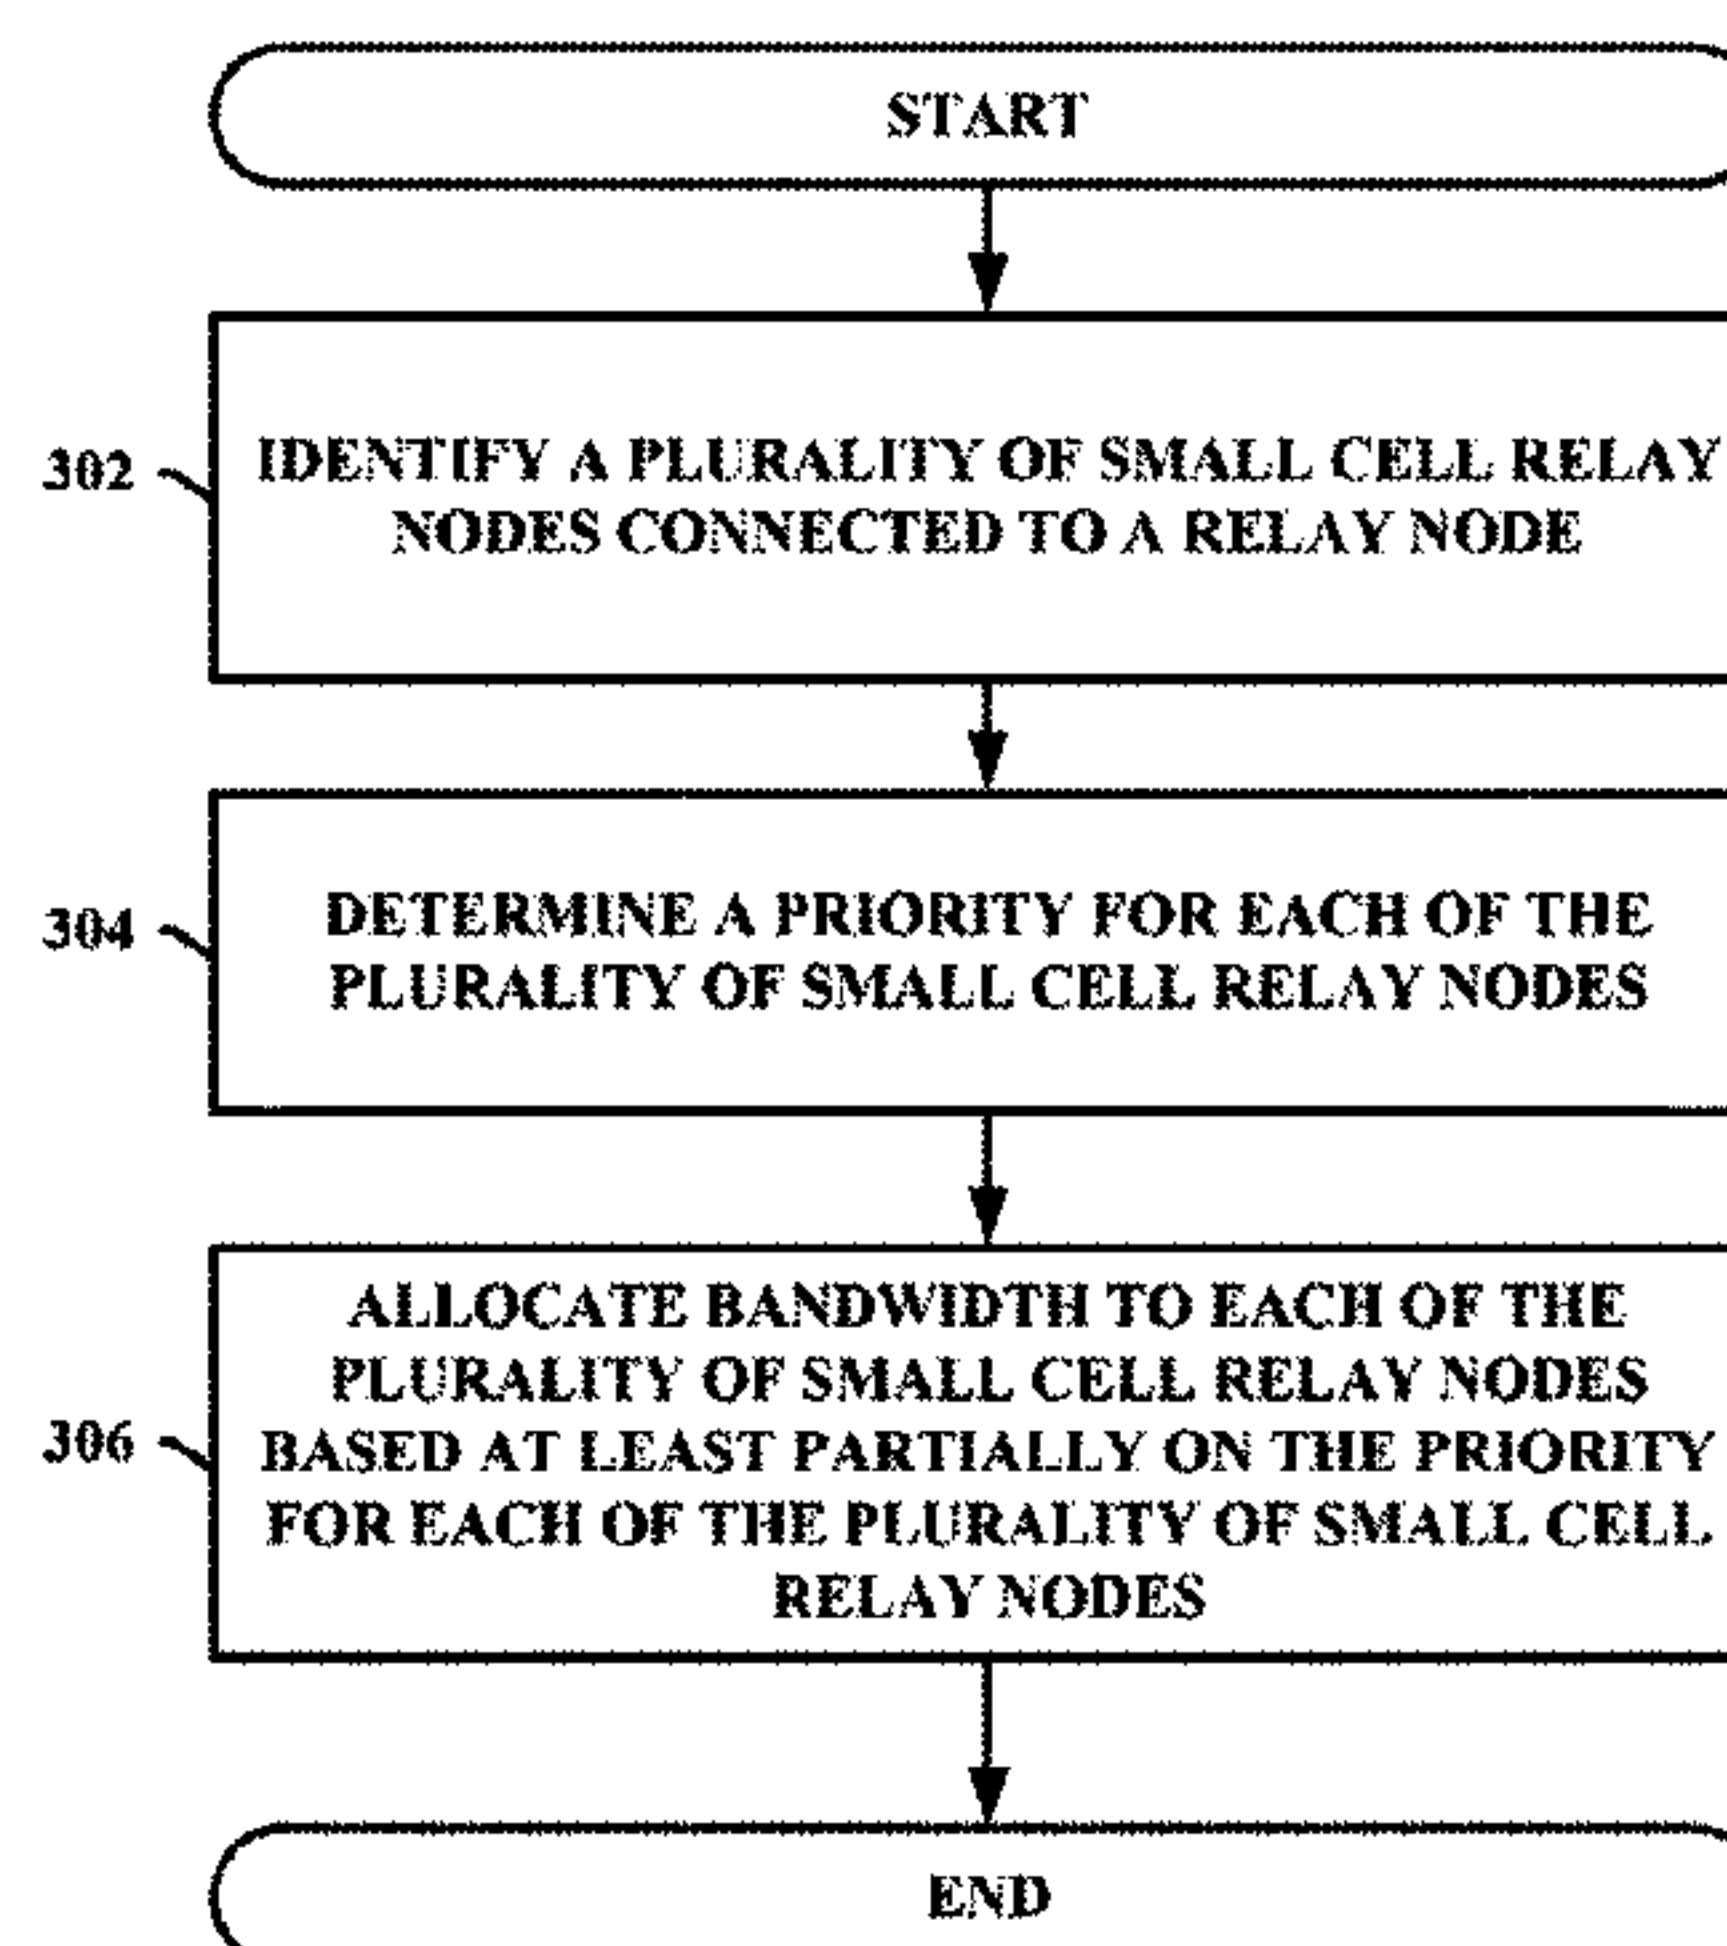 START
302
IDENTIFY A PLURALITY OF SMALL CELL RELAY
NODES CONNECTED TO A RELAY NODE
304
DETERMINE A PRIORITY FOR EACH OF THE
PLURALITY OF SMALL CELL RELAY NODES
306
ALLOCATE BANDWIDTH TO EACH OF THE
PLURALITY OF SMALL CELL RELAY NODES
BASED AT LEAST PARTIALLY ON THE PRIORITY
FOR EACH OF THE PLURALITY OF SMALL CELL
RELAY NODES
END